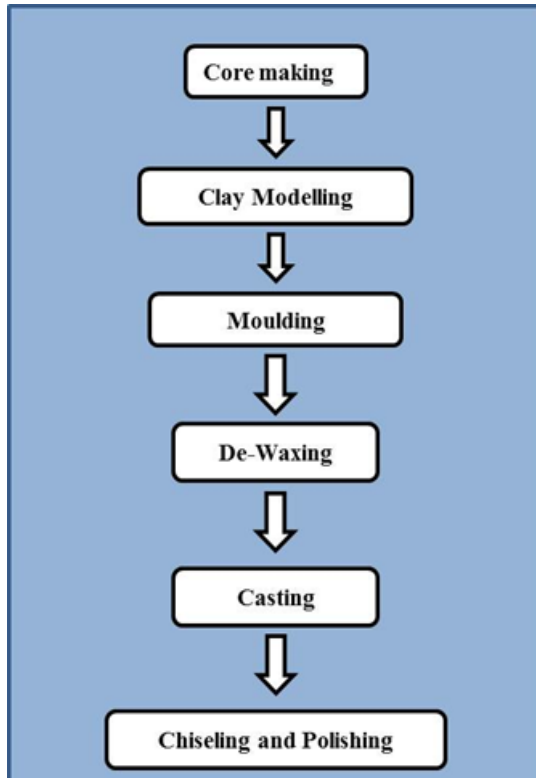 Core making
Clay Modelling
Moulding
De-Waxing
Casting
Chiseling and Polishing